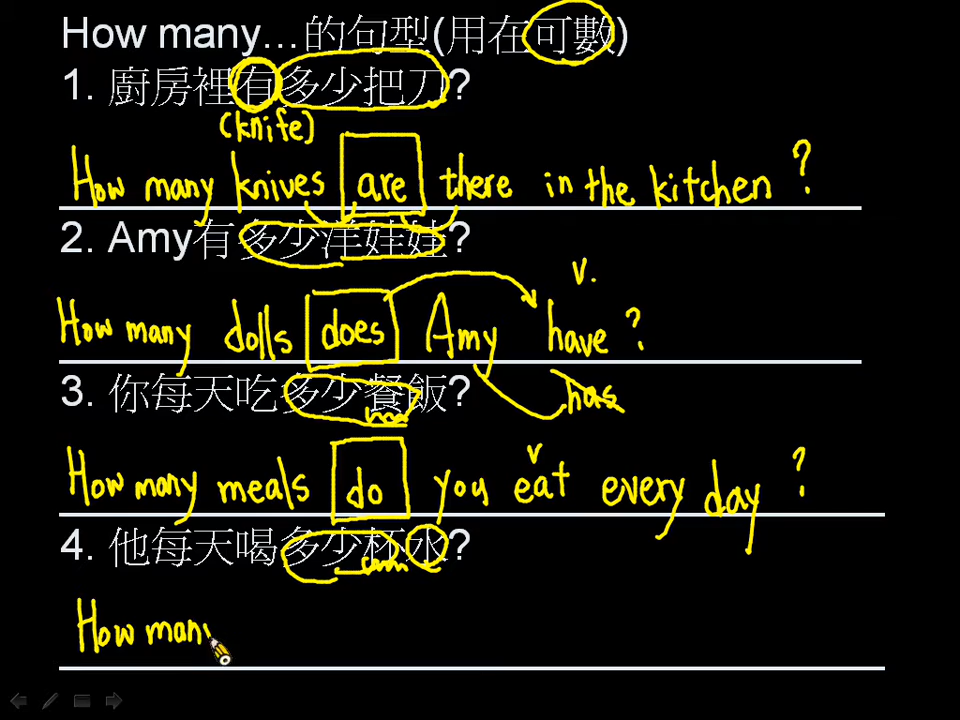 How many…的句型(用在可數)
1. 廚房裡有多少把刀?
(knife)
How many knives are there in the kitchen ?
2. Amy有多少洋娃娃?
v.
How many dolls does Amy have ?
3. 你每天吃多少餐飯?
has
v
How many meals do you eat every day ?
4. 他每天喝多少杯水?
How man